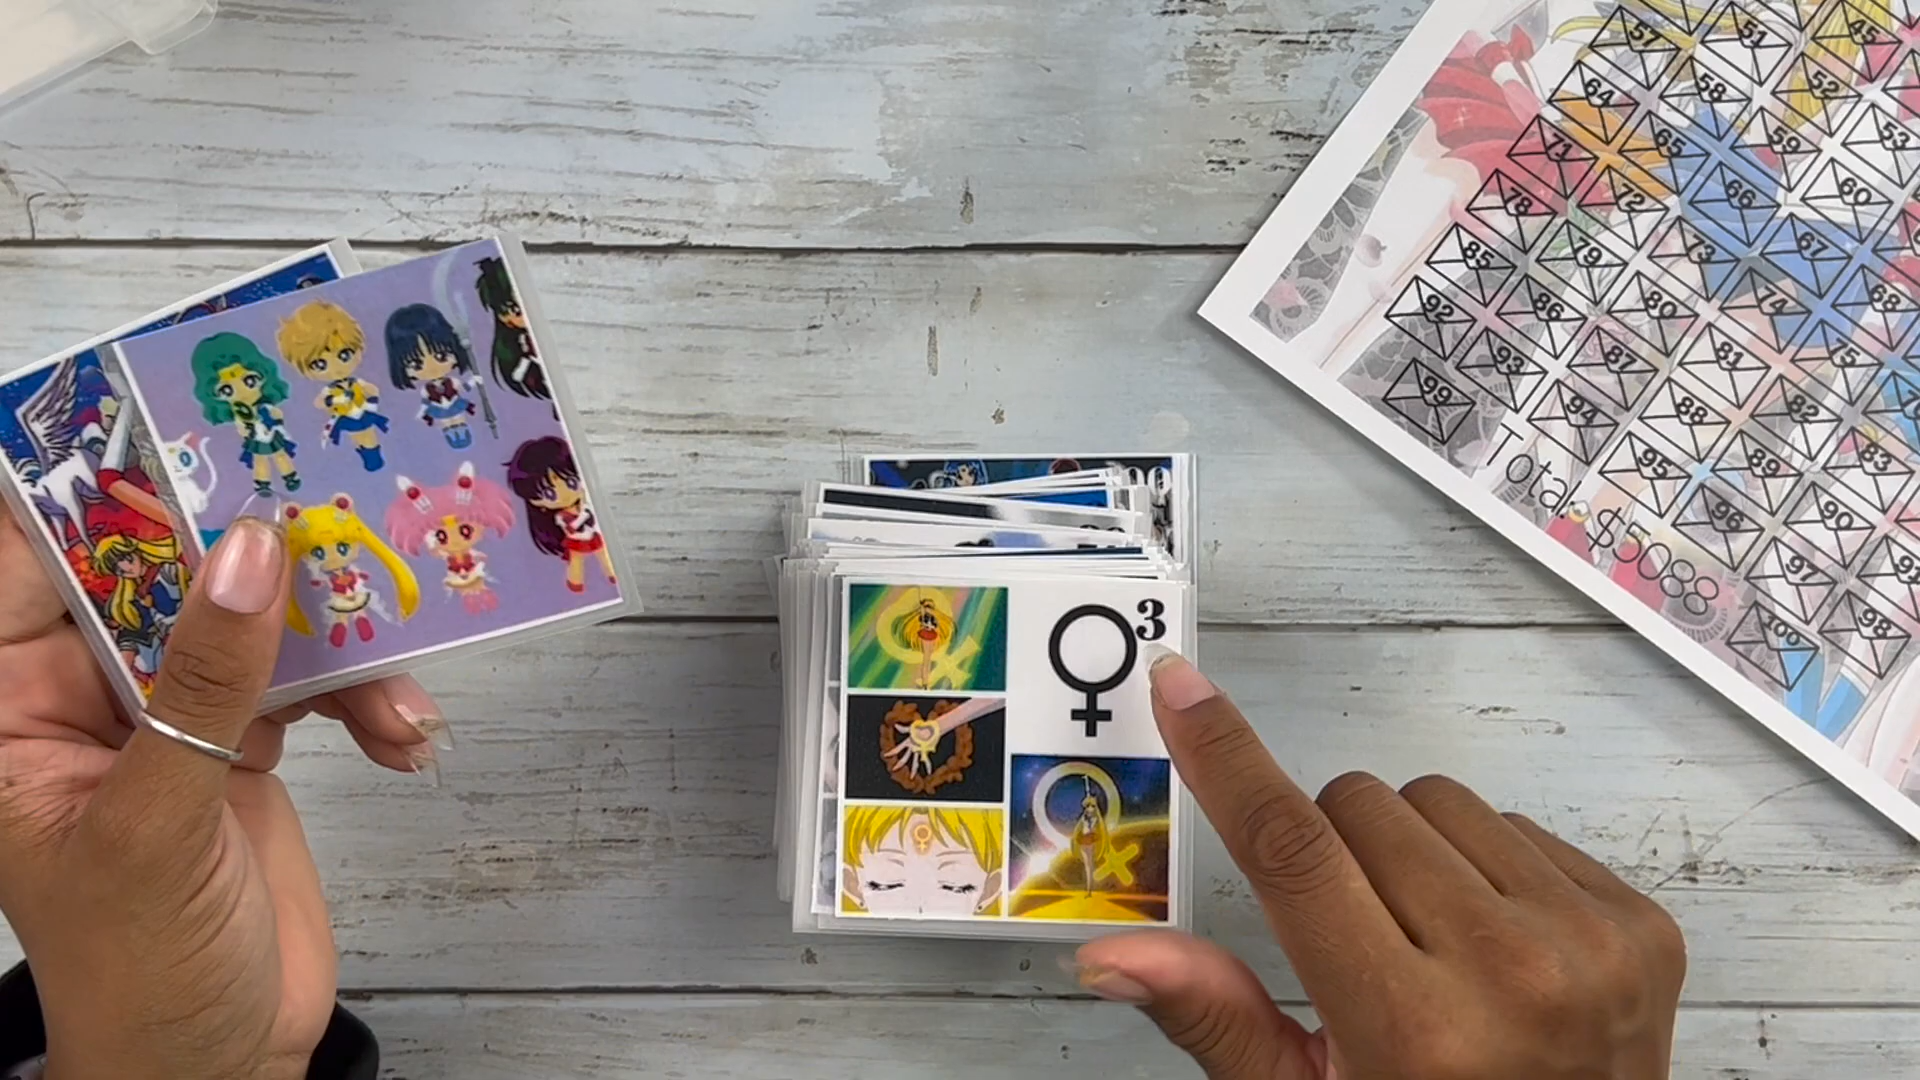 57 51 45
64 58 52
71 65 59 53
78 72 66 60
85 79 73 67
92 86 80 74 68
99 93 87 81 75
94 88 82
95 89 83
96 90
97
100 98
Total $5088
3